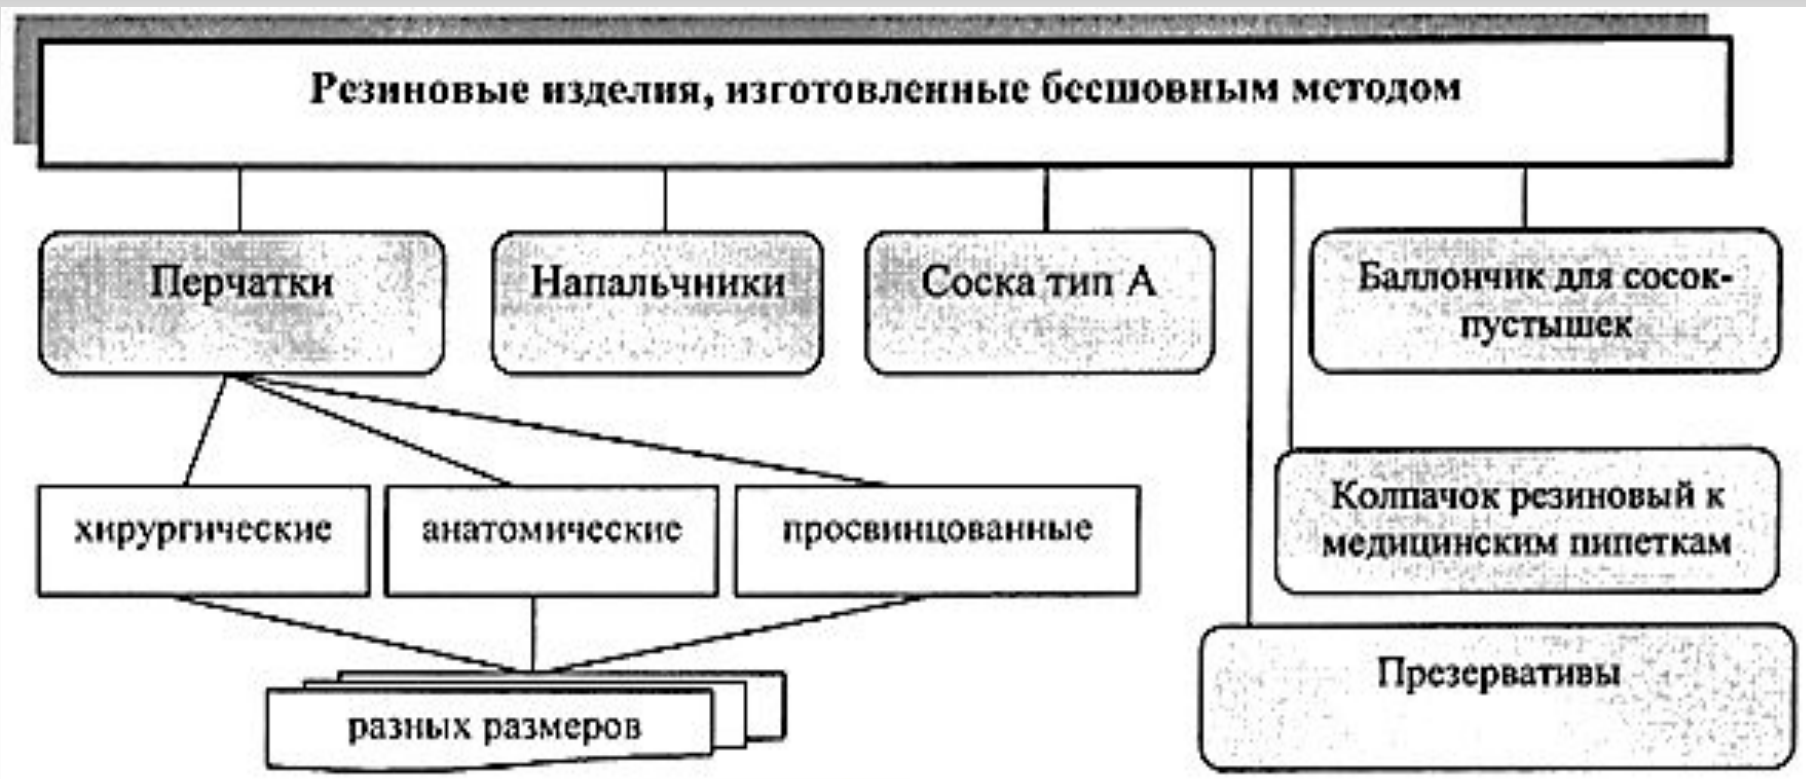 Резиновые изделия, изготовленные бесшовным методом
Перчатки
Напальчники
Соска тип А
Баллончик для сосок-
пустышек
хирургические
анатомические
просвинцованные
Колпачок резиновый к
медицинским пипеткам
разных размеров
Презервативы